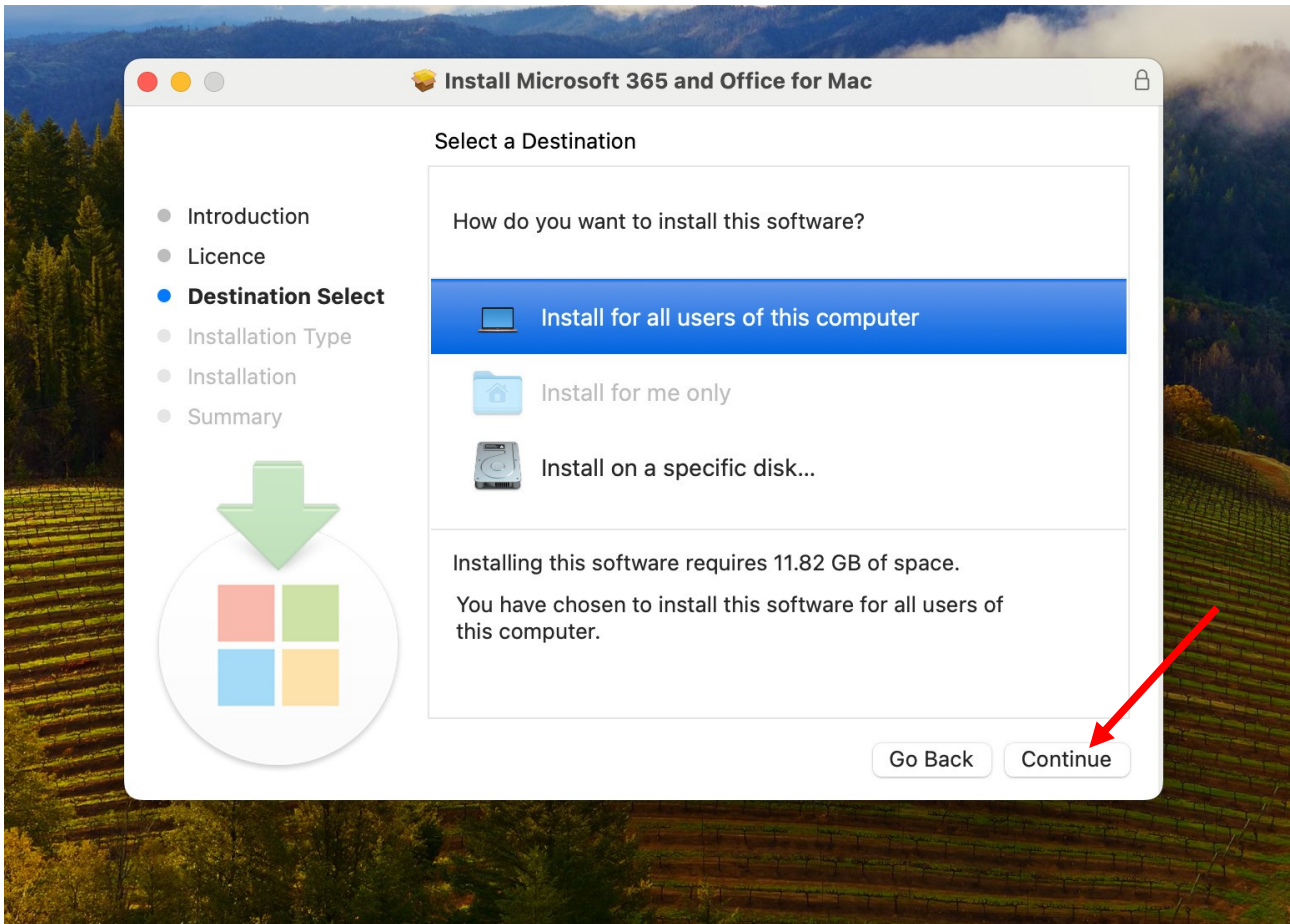 Install Microsoft 365 and Office for Mac
Select a Destination
Introduction
Licence
Destination Select
Installation Type
Installation
Summary
How do you want to install this software?
Install for all users of this computer
Install for me only
Install on a specific disk...
Installing this software requires 11.82 GB of space.
You have chosen to install this software for all users of
this computer.
Go Back
Continue